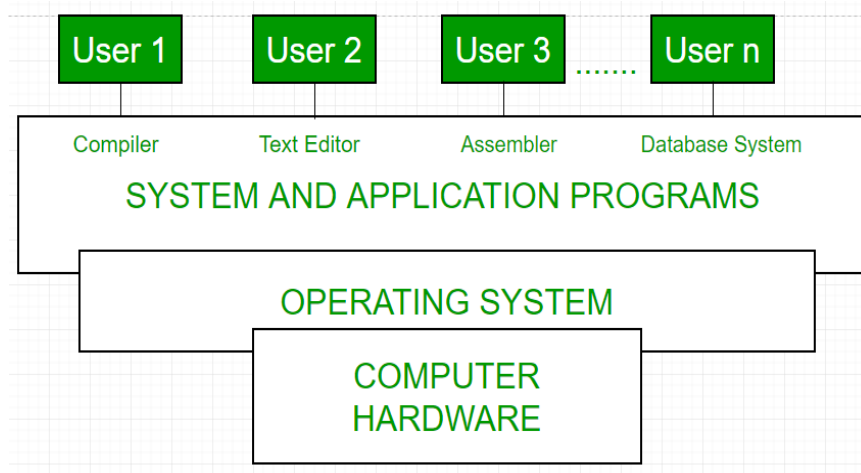 User 1 User 2 User 3 ....... User n
Compiler Text Editor Assembler Database System
SYSTEM AND APPLICATION PROGRAMS
OPERATING SYSTEM
COMPUTER
HARDWARE